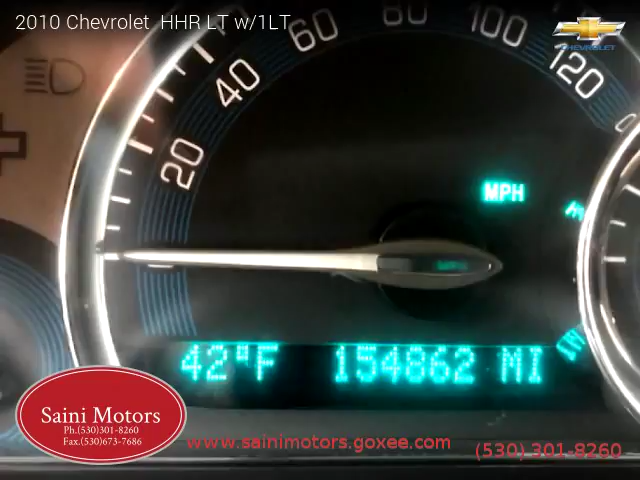 2010 Chevrolet HHR LT w/1LT
CHEVROLET
20
40
60
80
100
120
MPH
42°F 154862 MI
Saini Motors
Ph.(530)301-8260
Fax.(530)673-7686
www.sainimotors.goxee.com
(530) 301-8260